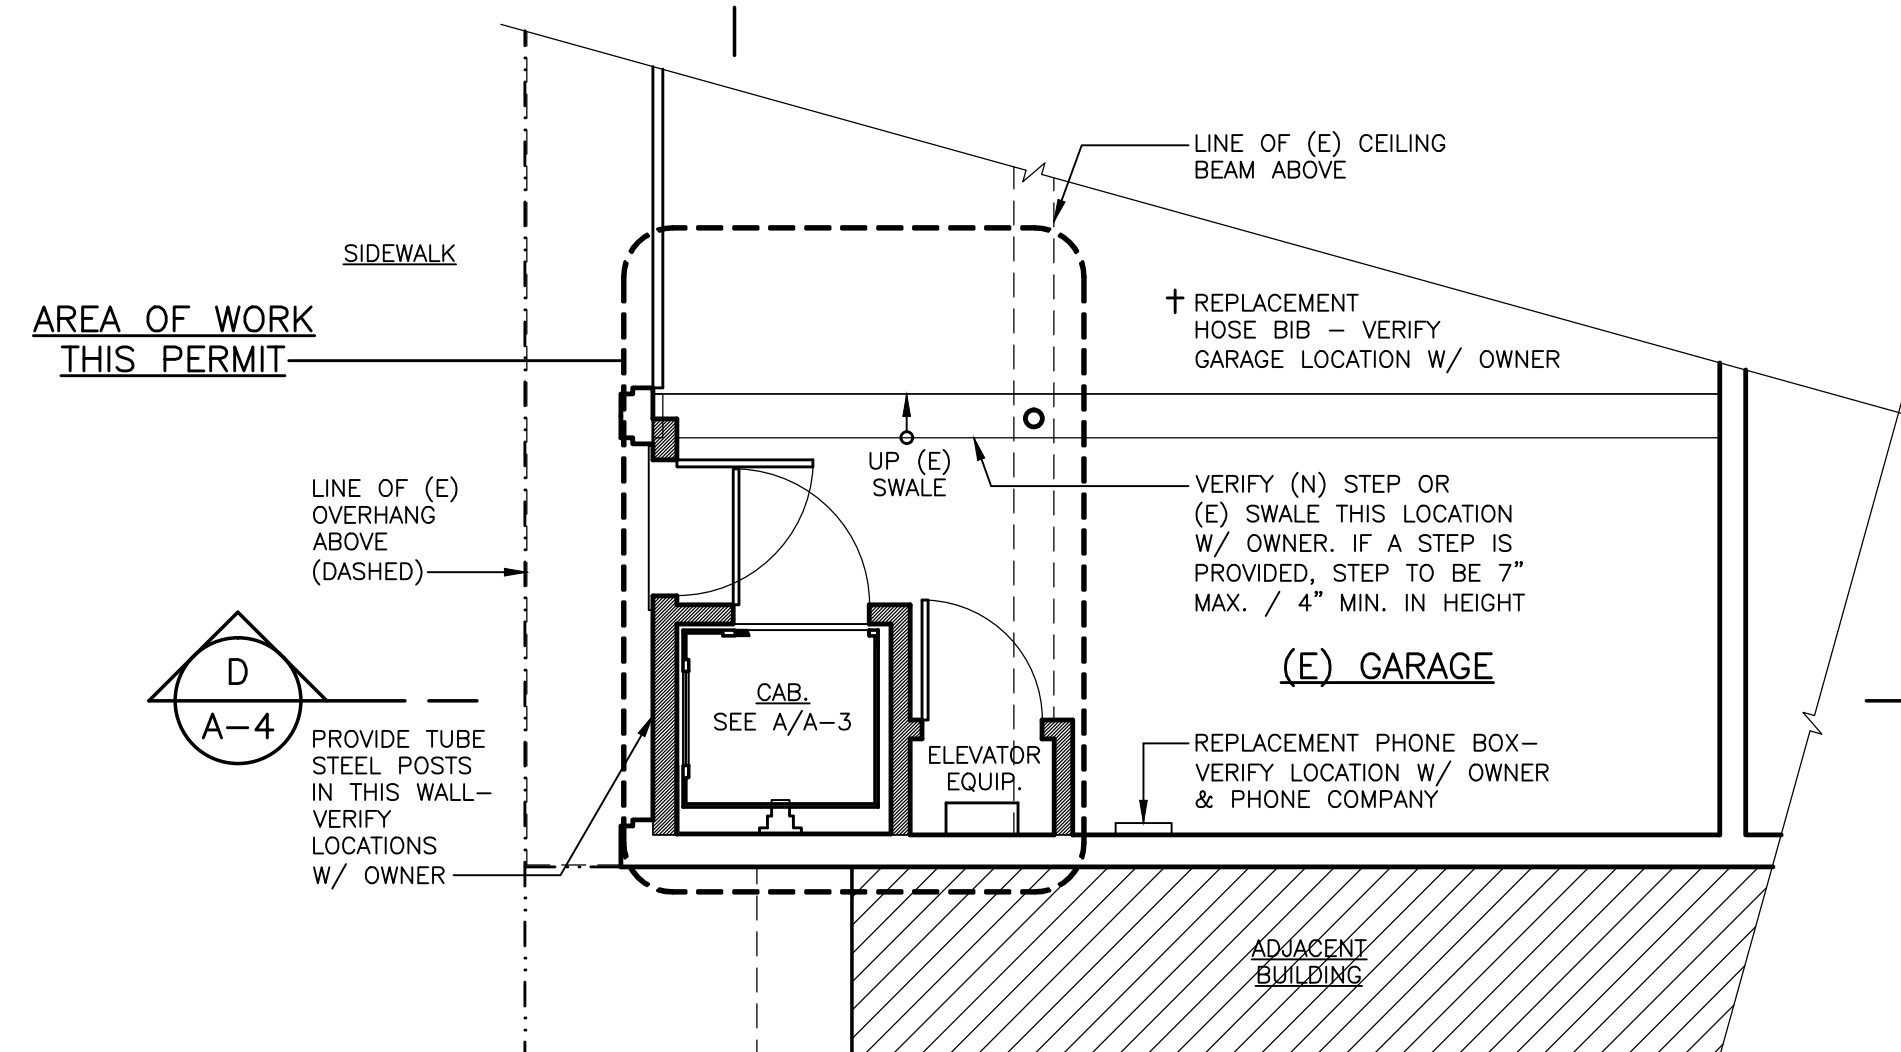 LINE OF (E) CEILING
BEAM ABOVE
SIDEWALK
AREA OF WORK
THIS PERMIT
REPLACEMENT
HOSE BIB – VERIFY
GARAGE LOCATION W/ OWNER
UP (E)
SWALE
LINE OF (E)
OVERHANG
ABOVE
(DASHED)
VERIFY (N) STEP OR
(E) SWALE THIS LOCATION
W/ OWNER. IF A STEP IS
PROVIDED, STEP TO BE 7”
MAX. / 4” MIN. IN HEIGHT
(E) GARAGE
D
A–4
CAB.
SEE A/A–3
PROVIDE TUBE
STEEL POSTS
IN THIS WALL–
VERIFY
LOCATIONS
W/ OWNER
ELEVATOR
EQUIP.
REPLACEMENT PHONE BOX–
VERIFY LOCATION W/ OWNER
& PHONE COMPANY
ADJACENT
BUILDING